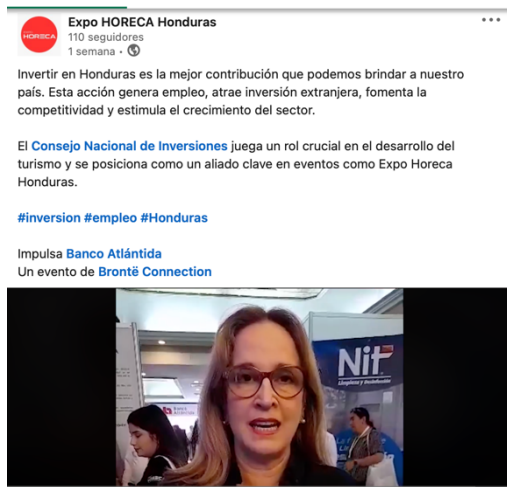 HORECA
Expo HORECA Honduras
110 seguidores
1 semana •
Invertir en Honduras es la mejor contribución que podemos brindar a nuestro
país. Esta acción genera empleo, atrae inversión extranjera, fomenta la
competitividad y estimula el crecimiento del sector.
El Consejo Nacional de Inversiones juega un rol crucial en el desarrollo del
turismo y se posiciona como un aliado clave en eventos como Expo Horeca
Honduras.
#inversion #empleo #Honduras
Impulsa Banco Atlántida
Un evento de Brontë Connection
Nit
Limpieza y Desinfección